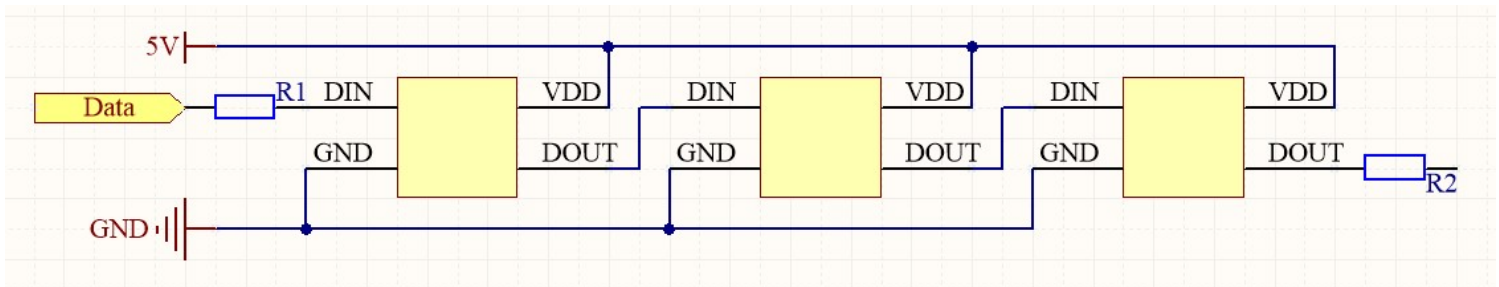 5V
Data
R1 DIN VDD DIN VDD DIN VDD
GND DOUT GND DOUT GND DOUT
R2
GND